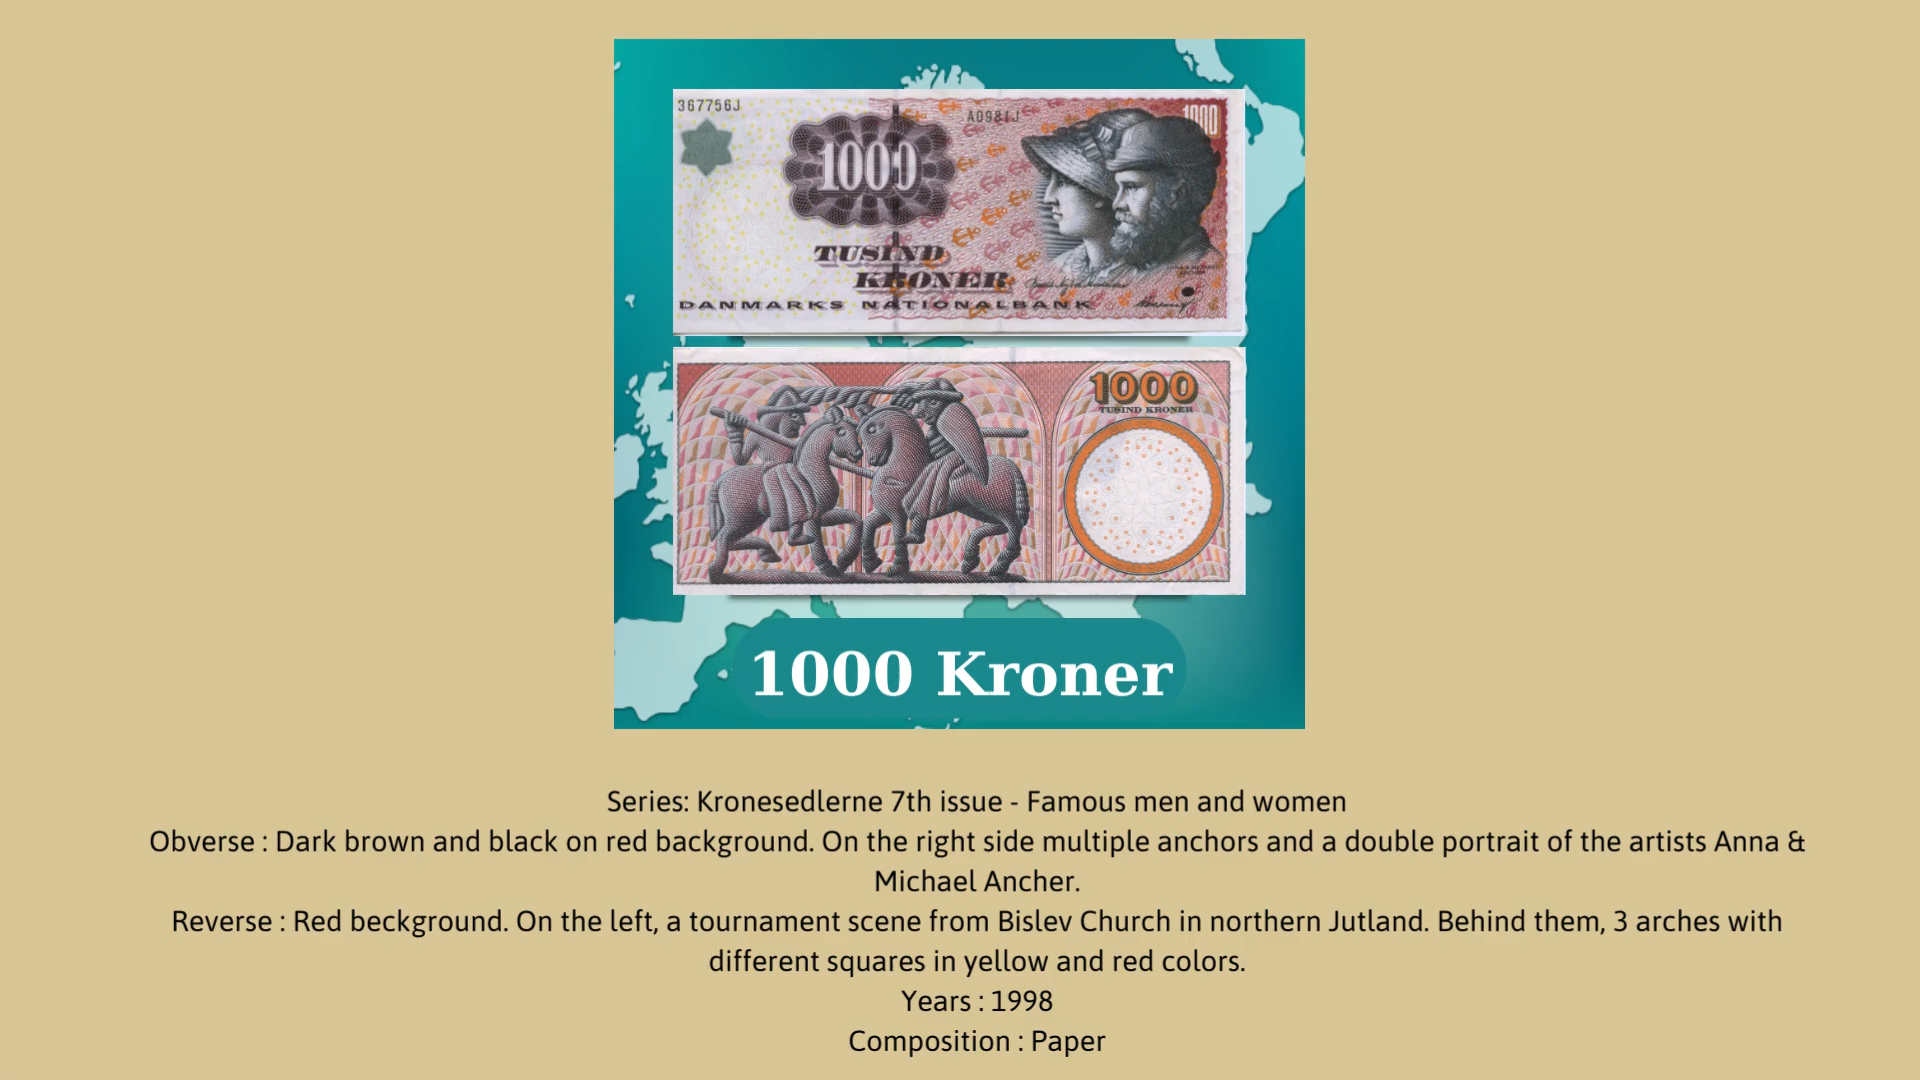 367756J
A0981J
1000
1000
TUSIND
KRONER
DANMARKS NATIONALBANK
1000
TUSIND KRONER
1000 Kroner
Series: Kronesedlerne 7th issue - Famous men and women
Obverse : Dark brown and black on red background. On the right side multiple anchors and a double portrait of the artists Anna &
Michael Ancher.
Reverse : Red beckground. On the left, a tournament scene from Bislev Church in northern Jutland. Behind them, 3 arches with
different squares in yellow and red colors.
Years : 1998
Composition : Paper